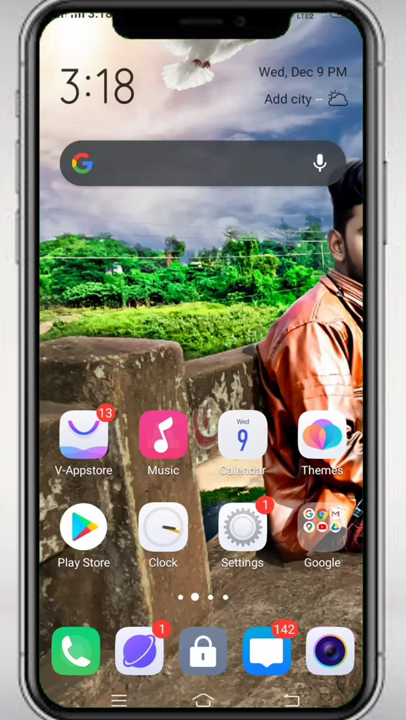 3:18
Wed, Dec 9 PM
Add city --
13
V-Appstore
Music
Wed
9
Calendar
Themes
Play Store
Clock
1
Settings
Google
1
142